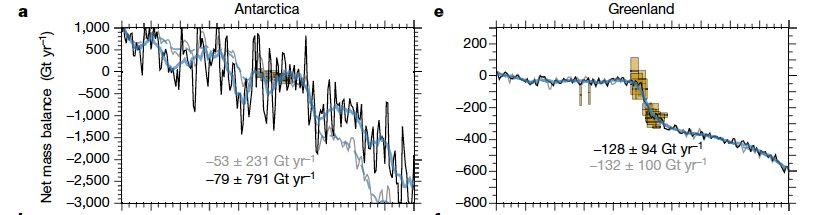 a
Antarctica
Net mass balance (Gt yr⁻¹)
1,000
500
0
−500
−1,000
−1,500
−2,000
−2,500
−3,000
−53 ± 231 Gt yr⁻¹
−79 ± 791 Gt yr⁻¹
e
Greenland
200
0
−200
−400
−600
−800
−128 ± 94 Gt yr⁻¹
−132 ± 100 Gt yr⁻¹